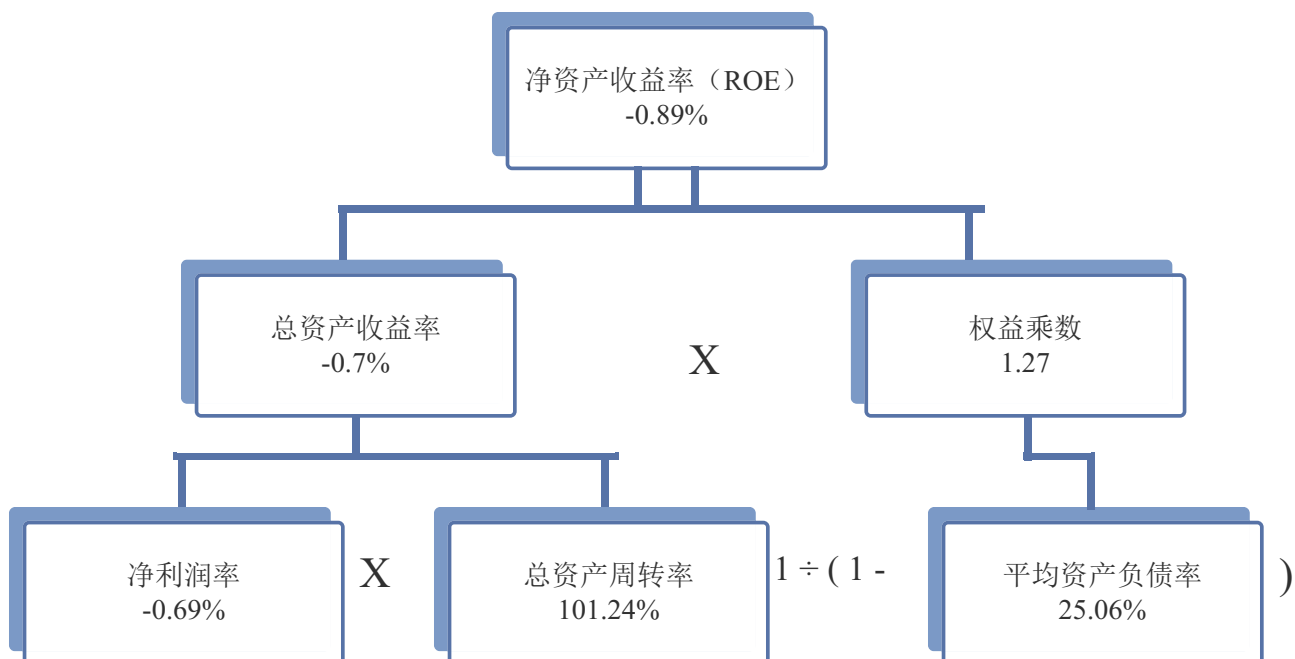 净资产收益率（ROE）
-0.89%
总资产收益率
-0.7%
X
权益乘数
1.27
净利润率
-0.69%
X
总资产周转率
101.24%
1 ÷ ( 1 -
平均资产负债率
25.06%
)